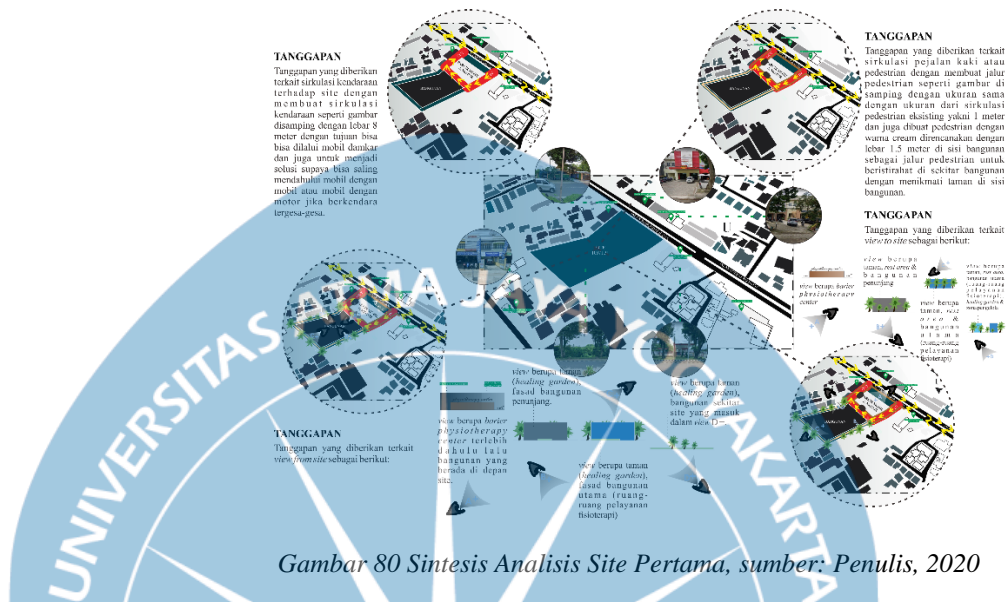 TANGGAPAN
Tanggapan yang diberikan
terkait sirkulasi kendaraan
terhadap site dengan
membuat sirkulasi
kendaraan seperti gambar
disamping dengan lebar 8
meter dengan tujuan bisa
bisa dilalui mobil damkar
dan juga untuk menjadi
solusi supaya bisa saling
mendahului mobil dengan
mobil atau mobil dengan
motor jika berkendara
tergesa-gesa.
TANGGAPAN
Tanggapan yang diberikan terkait
sirkulasi pejalan kaki atau
pedestrian dengan membuat jalur
pedestrian seperti gambar di
samping dengan ukuran sama
dengan ukuran dari sirkulasi
pedestrian eksisting yakni 1 meter
dan juga dibuat pedestrian dengan
warna cream direncanakan dengan
lebar 1.5 meter di sisi bangunan
sebagai jalur pedestrian untuk
beristirahat di sekitar bangunan
dengan menikmati taman di sisi
bangunan.
TANGGAPAN
Tanggapan yang diberikan terkait
view to site sebagai berikut:
view berupa
taman, rest area &
bangunan
penunjang
view berupa border
physiotherapy
center
view berupa
taman, rest
area &
bangunan
utama
(ruang-ruang
pelayanan
fisioterapi)
U
TANGGAPAN
Tanggapan yang diberikan terkait
view from site sebagai berikut:
view berupa border
physiotherapy
center terlebih
dahulu lalu
bangunan yang
berada di depan
site.
view berupa taman
(healing garden),
fasad bangunan
penunjang.
view berupa taman
(healing garden),
bangunan sekitar
site yang masuk
dalam view D
view berupa taman
(healing garden),
fasad bangunan
utama (ruang-
ruang pelayanan
fisioterapi)
UNIVERSITAS ATMA JAYA YOGYAKARTA
Gambar 80 Sintesis Analisis Site Pertama, sumber: Penulis, 2020